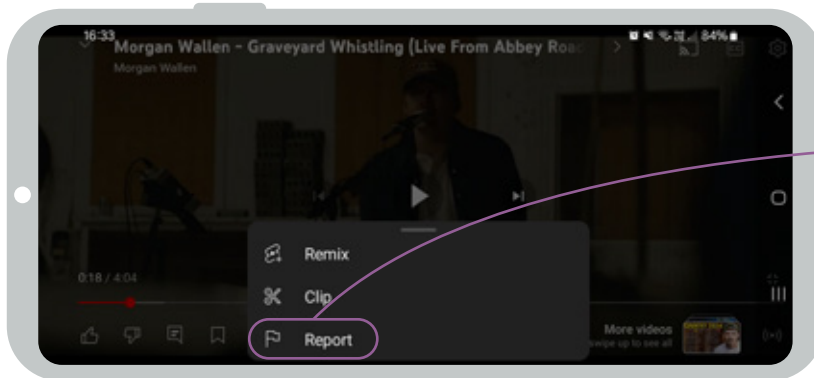 16:33
84%
Morgan Wallen - Graveyard Whistling (Live From Abbey Road
Morgan Wallen
Remix
0:18 / 4:04
Clip
Report
More videos
swipe up to see all